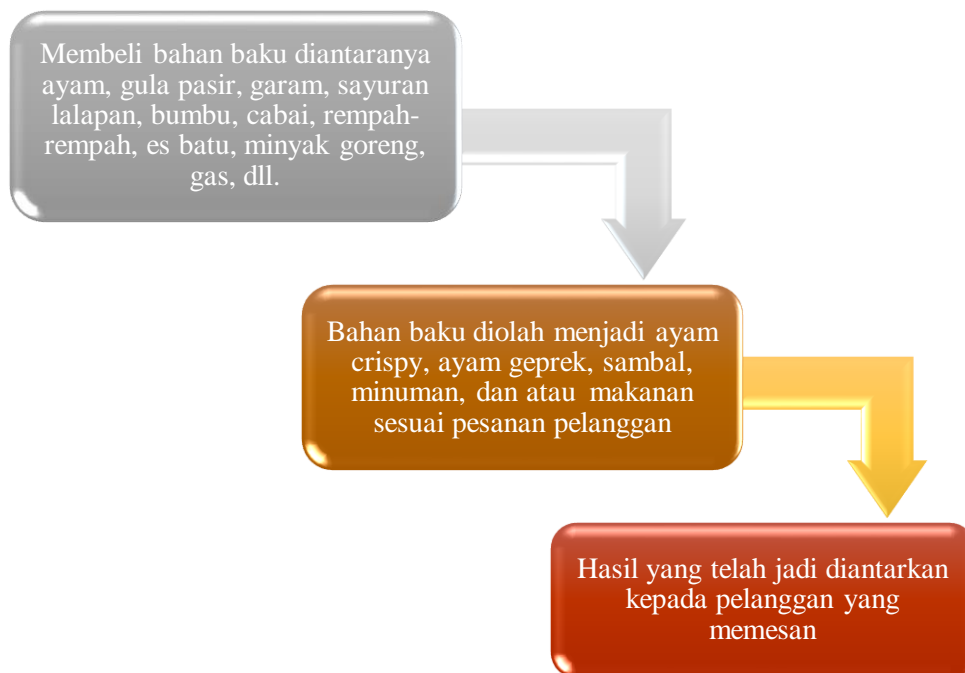 Membeli bahan baku diantaranya
ayam, gula pasir, garam, sayuran
lalapan, bumbu, cabai, rempah-
rempah, es batu, minyak goreng,
gas, dll.
Bahan baku diolah menjadi ayam
crispy, ayam geprek, sambal,
minuman, dan atau makanan
sesuai pesanan pelanggan
Hasil yang telah jadi diantarkan
kepada pelanggan yang
memesan